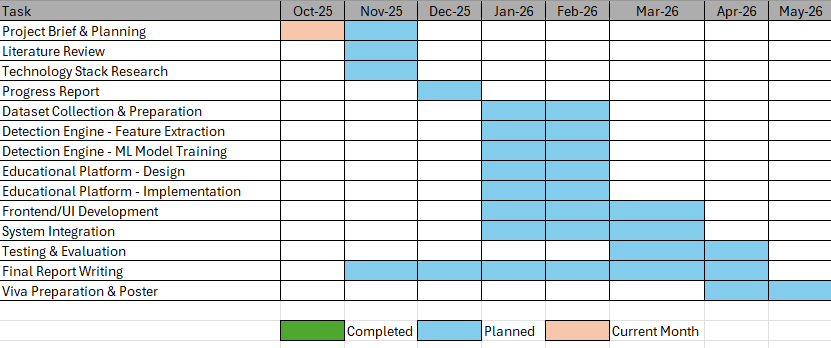 Task Oct-25 Nov-25 Dec-25 Jan-26 Feb-26 Mar-26 Apr-26 May-26
Project Brief & Planning
Literature Review
Technology Stack Research
Progress Report
Dataset Collection & Preparation
Detection Engine - Feature Extraction
Detection Engine - ML Model Training
Educational Platform - Design
Educational Platform - Implementation
Frontend/UI Development
System Integration
Testing & Evaluation
Final Report Writing
Viva Preparation & Poster
Completed Planned Current Month